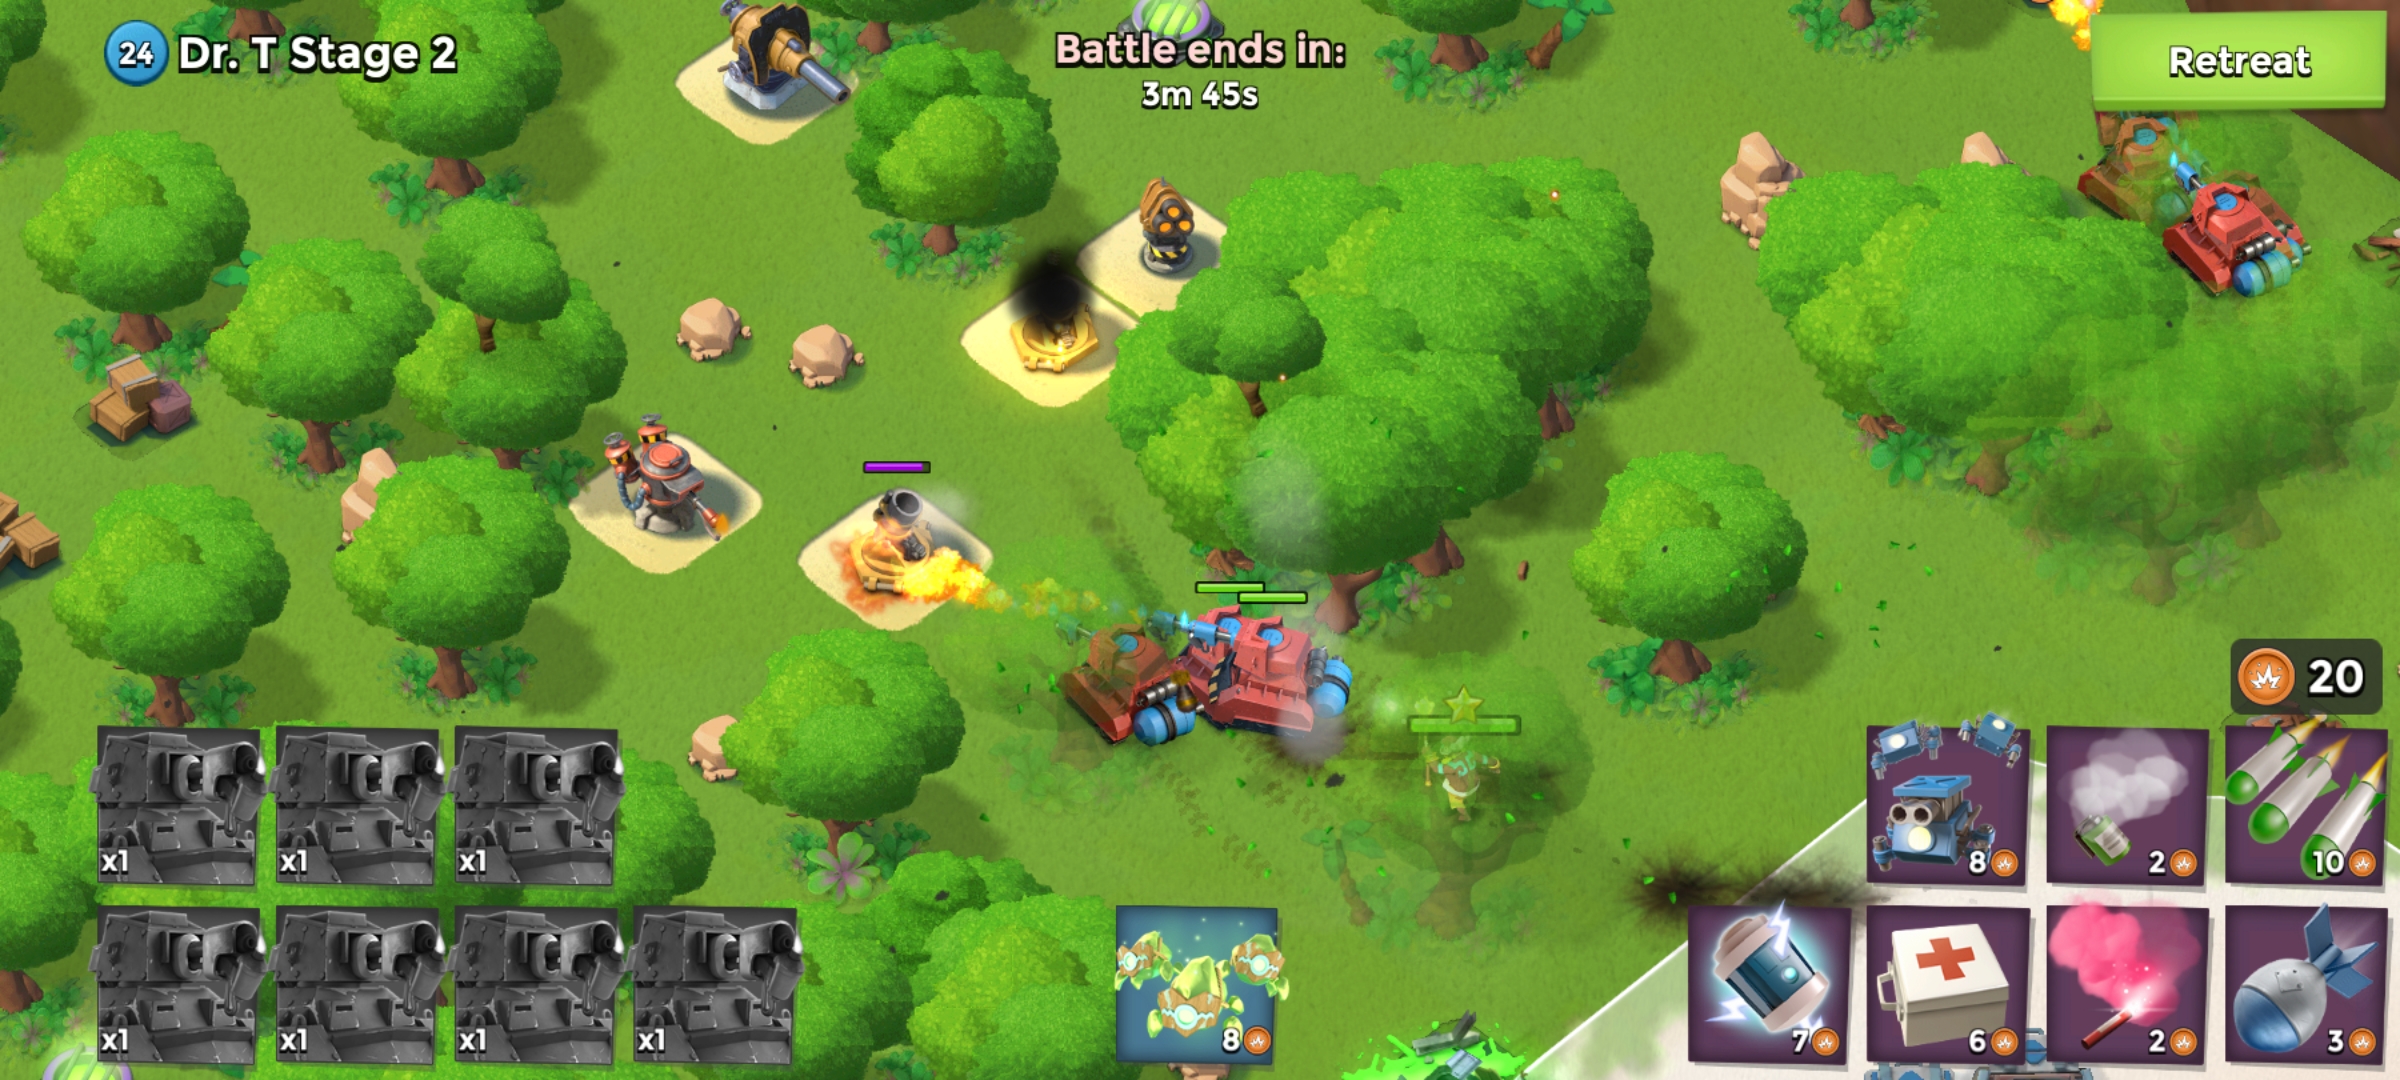 24 Dr. T Stage 2
Battle ends in:
3m 45s
Retreat
20
x1 x1 x1
8 2 10
x1 x1 x1 x1
8 7 6 2 3